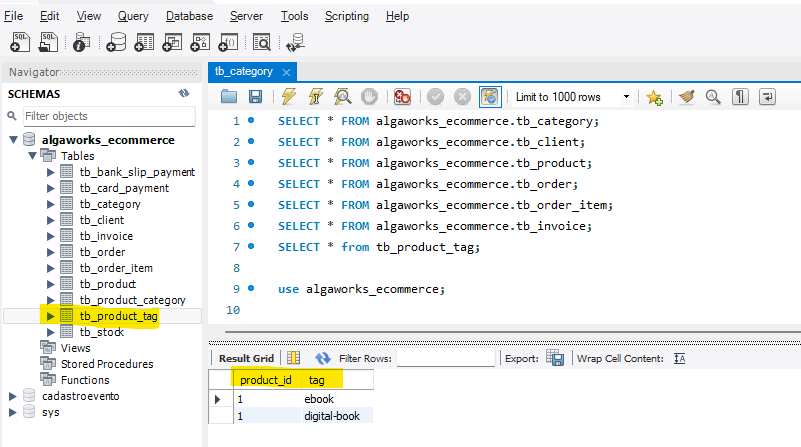 File Edit View Query Database Server Tools Scripting Help
Navigator
SCHEMAS
Filter objects
algaworks_ecommerce
Tables
tb_bank_slip_payment
tb_card_payment
tb_category
tb_client
tb_invoice
tb_order
tb_order_item
tb_product
tb_product_category
tb_product_tag
tb_stock
Views
Stored Procedures
Functions
cadastroevento
sys
tb_category
Limit to 1000 rows
1 SELECT * FROM algaworks_ecommerce.tb_category;
2 SELECT * FROM algaworks_ecommerce.tb_client;
3 SELECT * FROM algaworks_ecommerce.tb_product;
4 SELECT * FROM algaworks_ecommerce.tb_order;
5 SELECT * FROM algaworks_ecommerce.tb_order_item;
6 SELECT * FROM algaworks_ecommerce.tb_invoice;
7 SELECT * from tb_product_tag;
8
9 use algaworks_ecommerce;
10
Result Grid Filter Rows: Export: Wrap Cell Content:
product_id tag
1 ebook
1 digital-book